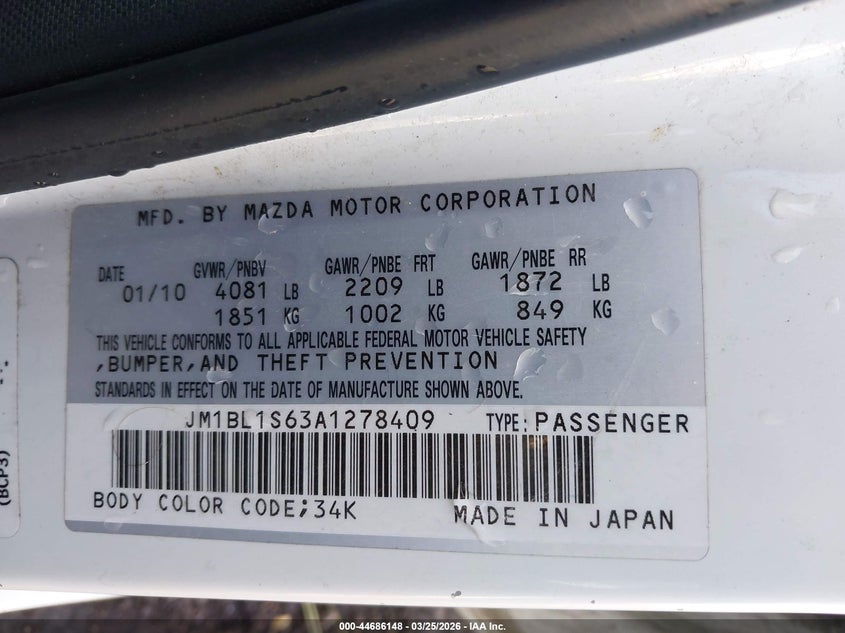 MFD. BY MAZDA MOTOR CORPORATION
DATE GVWR/PNBV GAWR/PNBE FRT GAWR/PNBE RR
01/10 4081 LB 2209 LB 1872 LB
1851 KG 1002 KG 849 KG
THIS VEHICLE CONFORMS TO ALL APPLICABLE FEDERAL MOTOR VEHICLE SAFETY
,BUMPER,AND THEFT PREVENTION
STANDARDS IN EFFECT ON THE DATE OF MANUFACTURE SHOWN ABOVE.
JM1BL1S63A1278409 TYPE:PASSENGER
BODY COLOR CODE;34K MADE IN JAPAN
(BCP3)
000-44686148 - 03/25/2026 - IAA Inc.